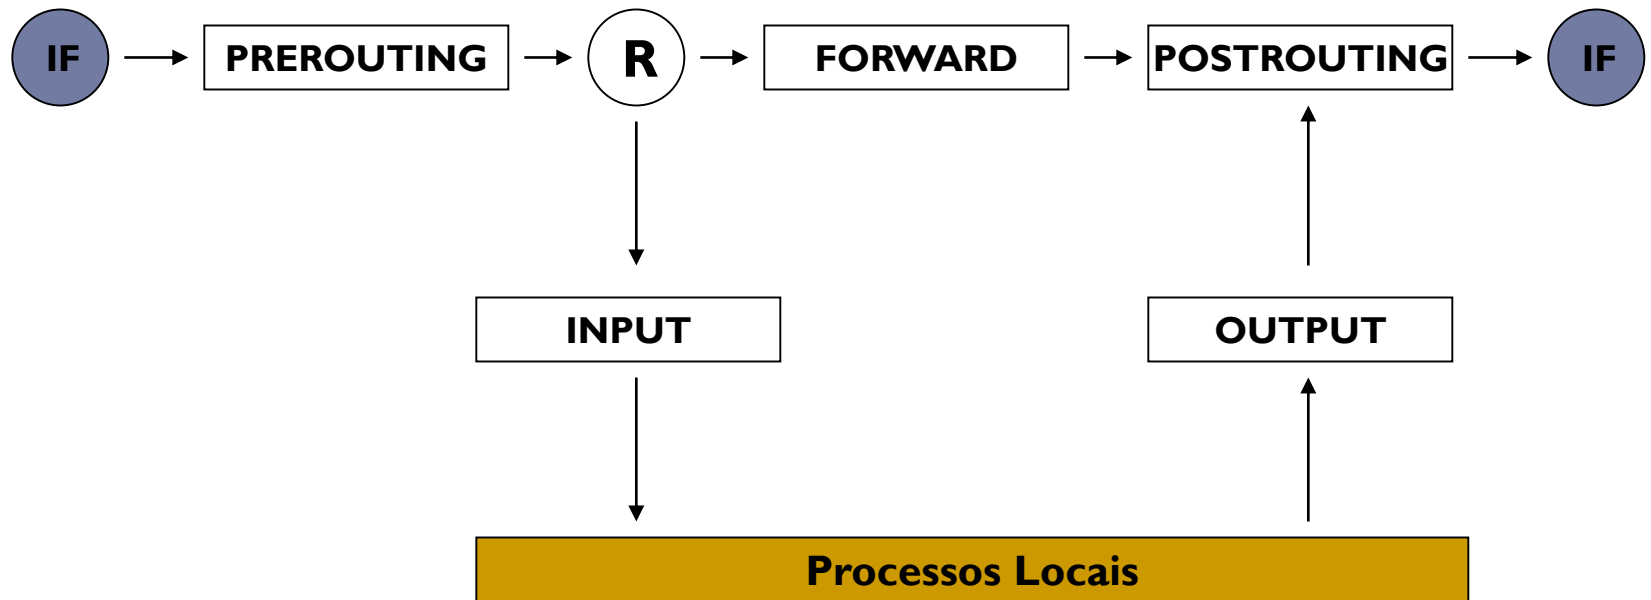 IF
PREROUTING
R
FORWARD
POSTROUTING
IF
INPUT
OUTPUT
Processos Locais